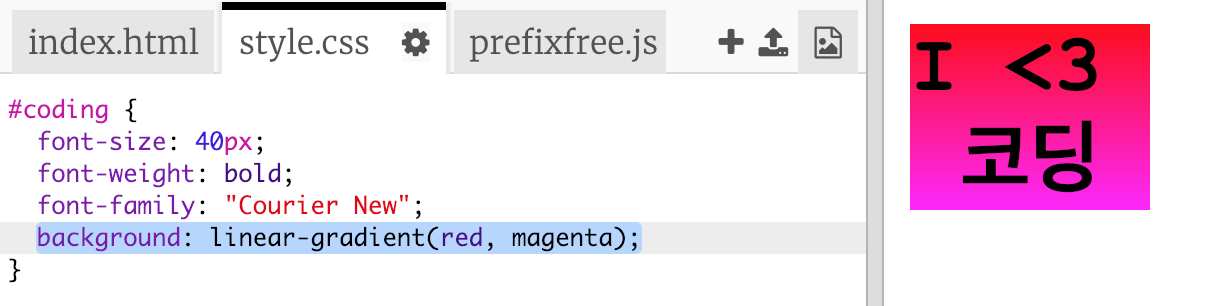 index.html style.css prefixfree.js
#coding {
font-size: 40px;
font-weight: bold;
font-family: "Courier New";
background: linear-gradient(red, magenta);
}
I <3
코딩